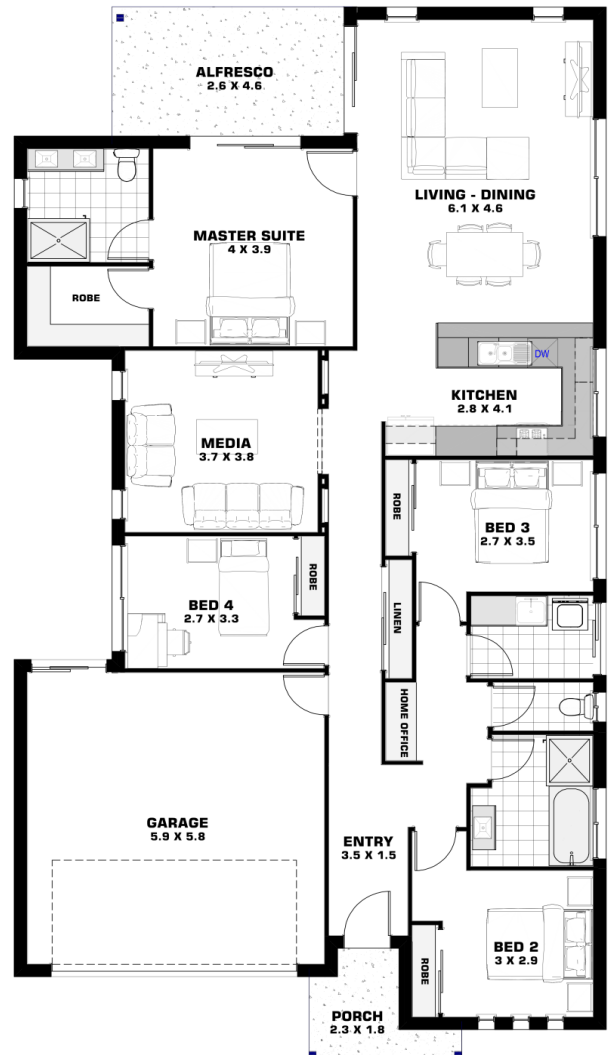 ALFRESCO
2.6 X 4.6
LIVING - DINING
6.1 X 4.6
MASTER SUITE
4 X 3.9
ROBE
DW
KITCHEN
2.8 X 4.1
MEDIA
3.7 X 3.8
ROBE
BED 3
2.7 X 3.5
BED 4
2.7 X 3.3
ROBE
LINEN
HOME OFFICE
GARAGE
5.9 X 5.8
ENTRY
3.5 X 1.5
BED 2
3 X 2.9
ROBE
PORCH
2.3 X 1.8